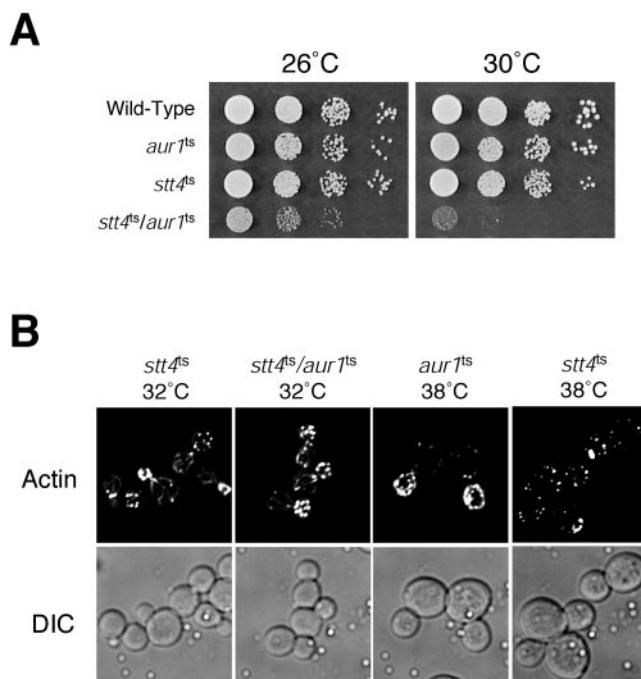 A
26˚C 30˚C
Wild-Type
aur1ts
stt4ts
stt4ts/aur1ts
B
stt4ts stt4ts/aur1ts aur1ts stt4ts
32˚C 32˚C 38˚C 38˚C
Actin
DIC